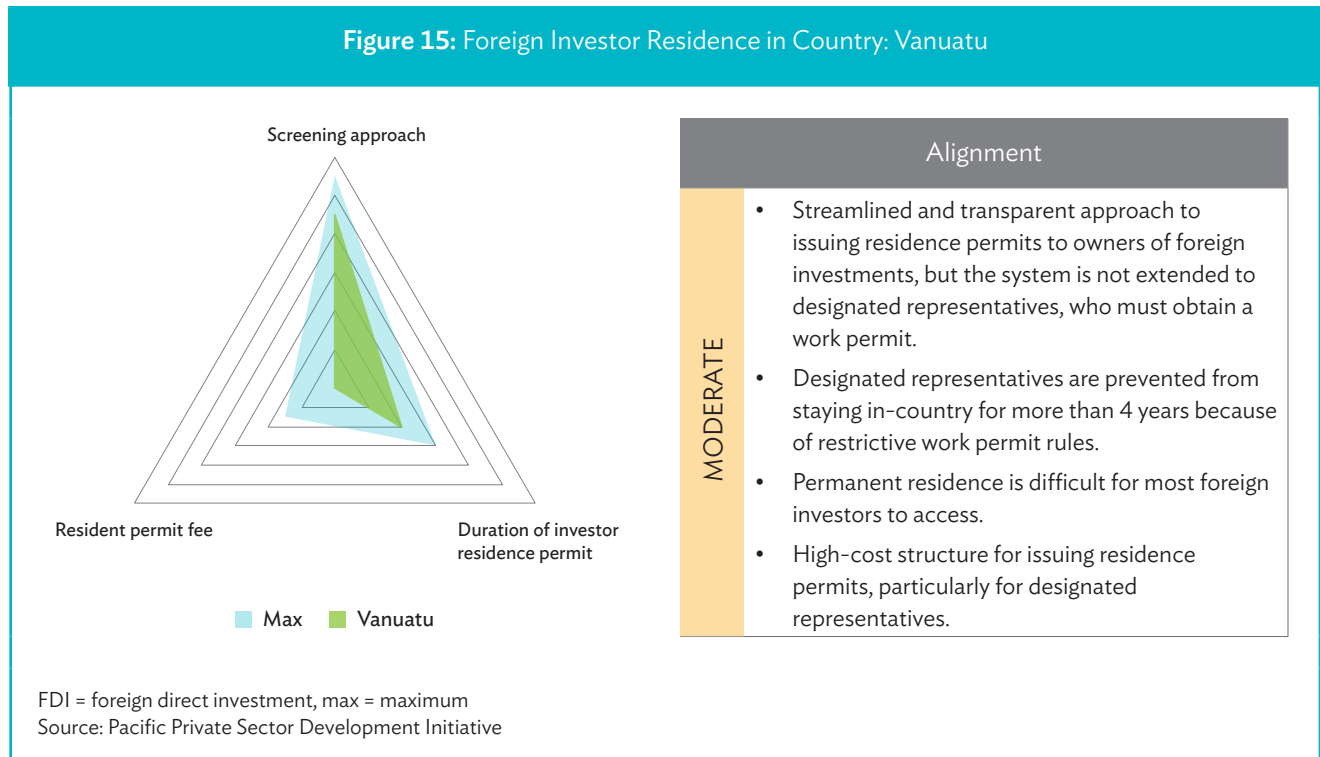 Figure 15: Foreign Investor Residence in Country: Vanuatu
Screening approach
Resident permit fee
Duration of investor
residence permit
Max
Vanuatu
Alignment
MODERATE
• Streamlined and transparent approach to
issuing residence permits to owners of foreign
investments, but the system is not extended to
designated representatives, who must obtain a
work permit.
• Designated representatives are prevented from
staying in-country for more than 4 years because
of restrictive work permit rules.
• Permanent residence is difficult for most foreign
investors to access.
• High-cost structure for issuing residence
permits, particularly for designated
representatives.
FDI = foreign direct investment, max = maximum
Source: Pacific Private Sector Development Initiative